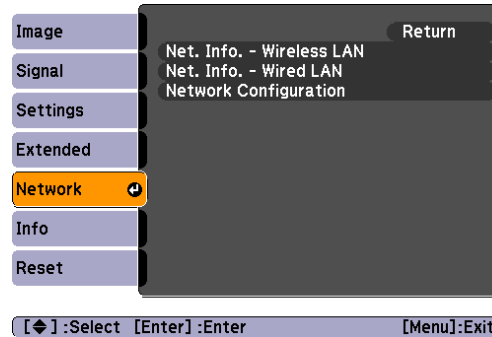 Image
Signal
Settings
Extended
Network
Info
Reset
Return
Net. Info. - Wireless LAN
Net. Info. - Wired LAN
Network Configuration
[◆] :Select [Enter] :Enter [Menu]:Exit